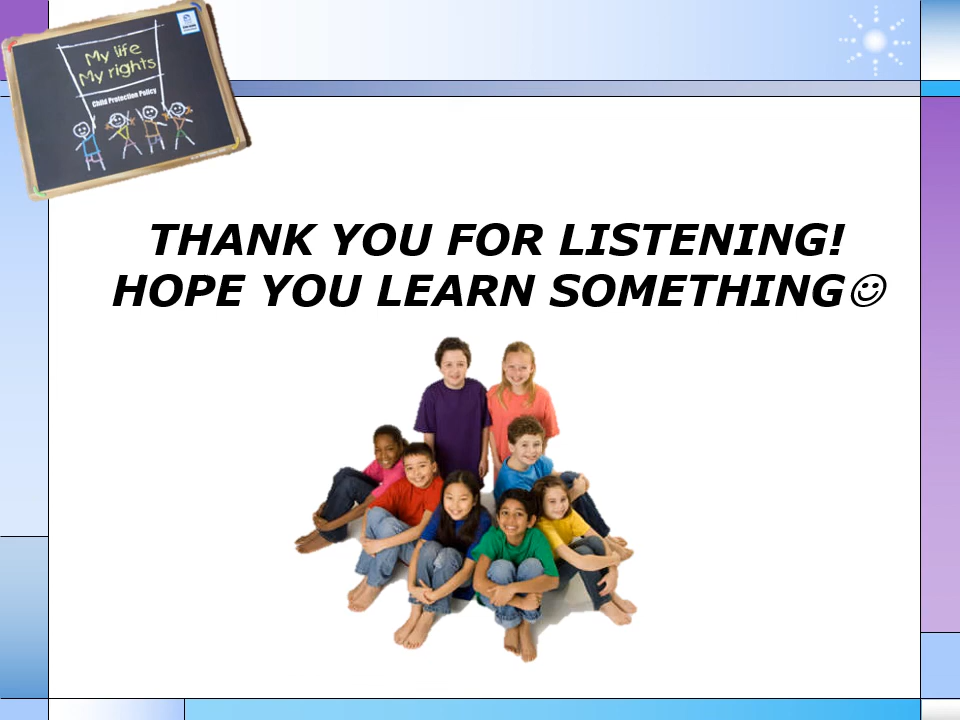 My life
My rights
Child Protection Policy
THANK YOU FOR LISTENING!
HOPE YOU LEARN SOMETHING☺